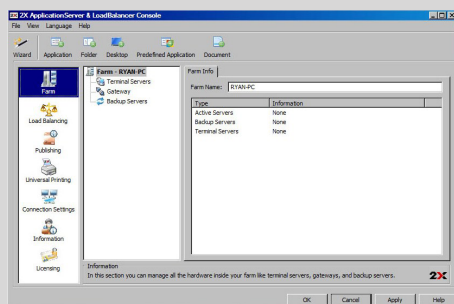 2X ApplicationServer & LoadBalancer Console
File View Language Help
Wizard Application Folder Desktop Predefined Application Document
Farm
Load Balancing
Publishing
Universal Printing
Connection Settings
Information
Licensing
Farm - RYAN-PC
Terminal Servers
Gateway
Backup Servers
Farm Info
Farm Name: RYAN-PC
Type Information
Active Servers None
Backup Servers None
Terminal Servers None
Information
In this section you can manage all the hardware inside your farm like terminal servers, gateways, and backup servers.
2X
OK Cancel Apply Help